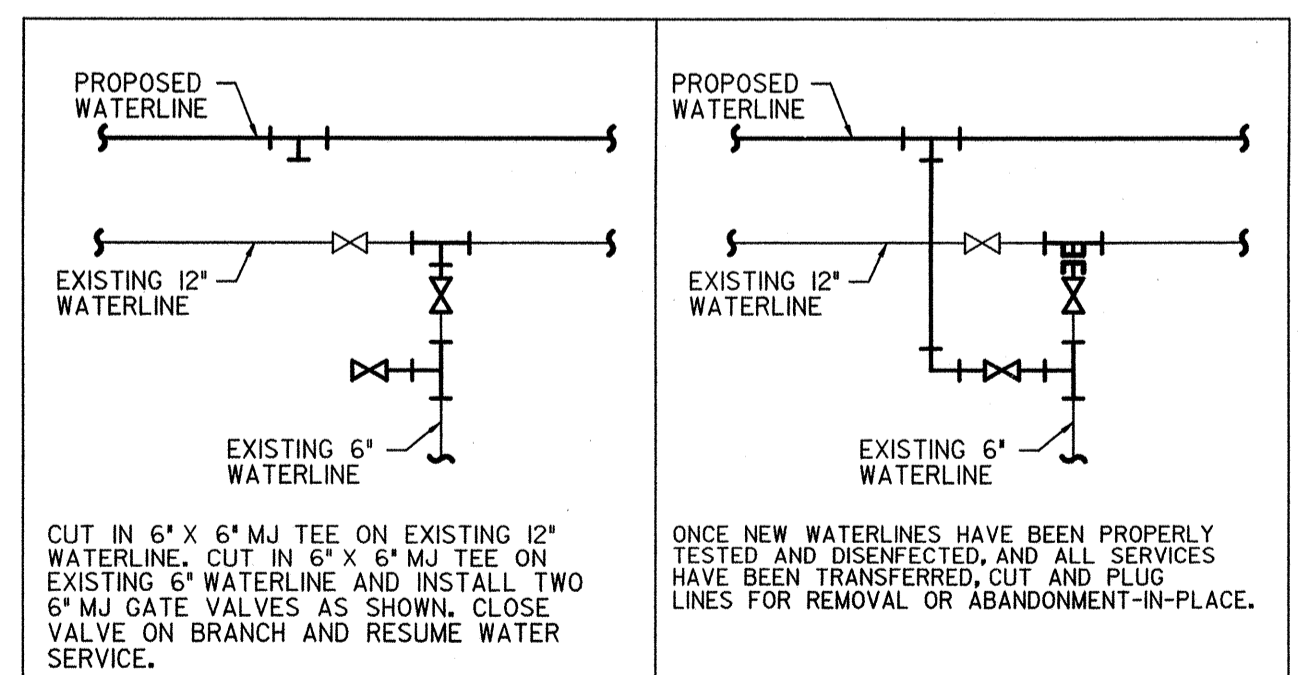 PROPOSED
WATERLINE
EXISTING 12"
WATERLINE
EXISTING 6"
WATERLINE
CUT IN 6" X 6" MJ TEE ON EXISTING 12"
WATERLINE. CUT IN 6" X 6" MJ TEE ON
EXISTING 6" WATERLINE AND INSTALL TWO
6" MJ GATE VALVES AS SHOWN. CLOSE
VALVE ON BRANCH AND RESUME WATER
SERVICE.
PROPOSED
WATERLINE
EXISTING 12"
WATERLINE
EXISTING 6"
WATERLINE
ONCE NEW WATERLINES HAVE BEEN PROPERLY
TESTED AND DISENFECTED, AND ALL SERVICES
HAVE BEEN TRANSFERRED, CUT AND PLUG
LINES FOR REMOVAL OR ABANDONMENT-IN-PLACE.